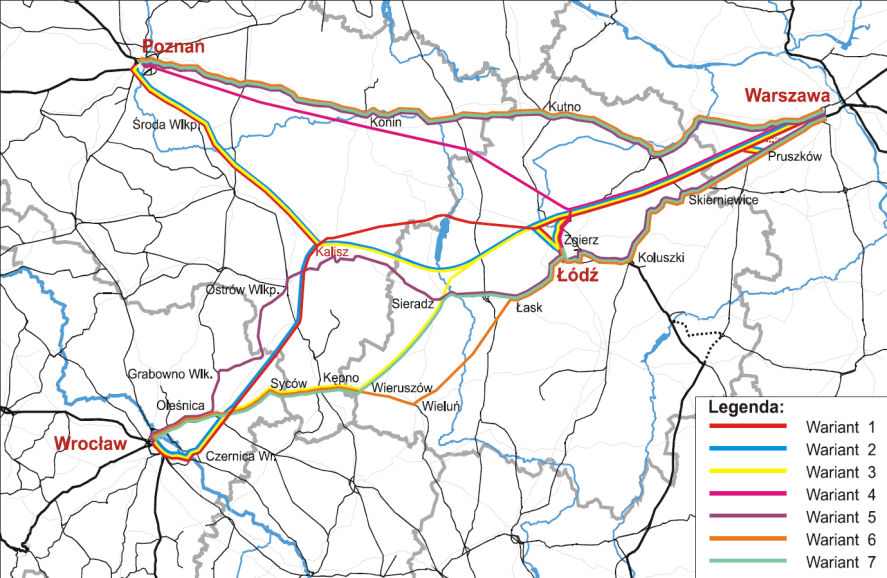 Poznań
Warszawa
Kutno
Konin
Środa Wlkp.
Pruszków
Skierniewice
Zgierz
Kalisz
Koluszki
Łódź
Ostrów Wlkp.
Sieradz
Łask
Grabowno Wlk.
Syców
Kępno
Wieruszów
Oleśnica
Wieluń
Wrocław
Czernica Wr.
Legenda:
Wariant 1
Wariant 2
Wariant 3
Wariant 4
Wariant 5
Wariant 6
Wariant 7